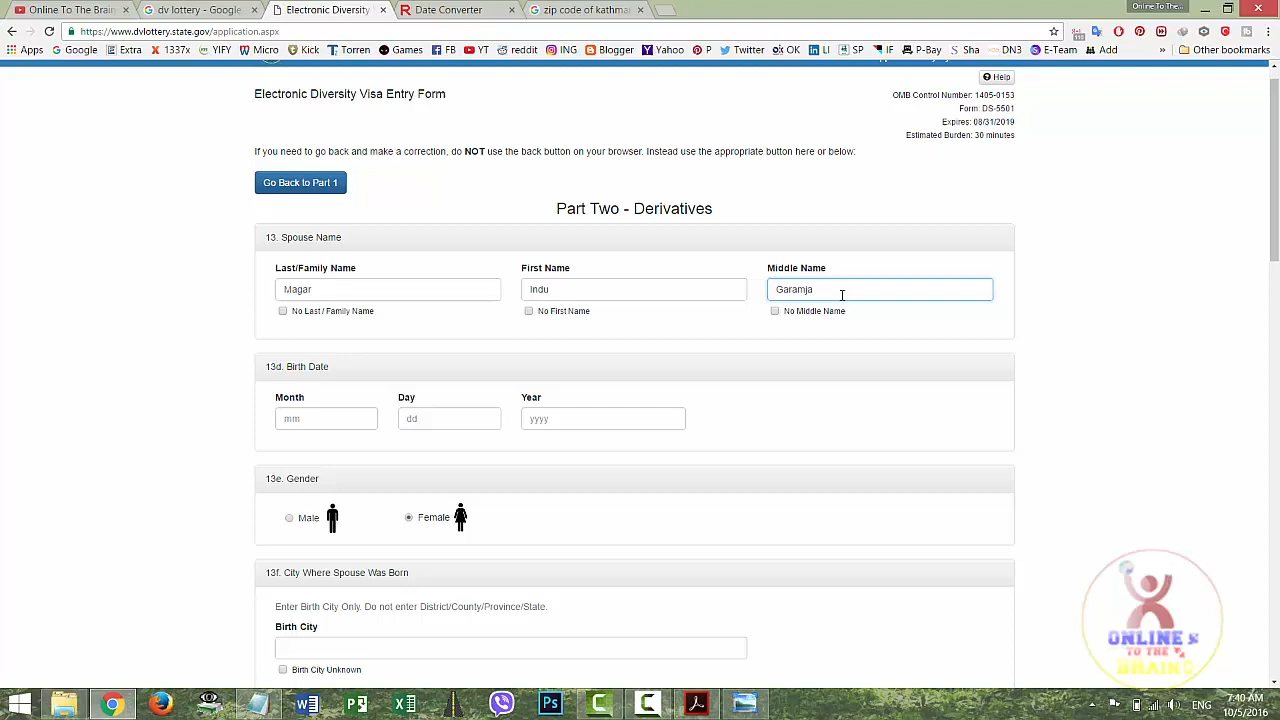 Online To The Brain
dv lottery - Google
Electronic Diversity
Date Converter
zip code of kathma
Online To The...
https://www.dvlottery.state.gov/application.aspx
Apps Google Extra 1337x YIFY Micro Kick Torren Games FB YT reddit ING Blogger Yahoo Twitter OK LI SP IF P-Bay Sha DN3 E-Team Add » Other bookmarks
Help
Electronic Diversity Visa Entry Form
OMB Control Number: 1405-0153
Form: DS-5501
Expires: 08/31/2019
Estimated Burden: 30 minutes
If you need to go back and make a correction, do NOT use the back button on your browser. Instead use the appropriate button here or below:
Go Back to Part 1
Part Two - Derivatives
13. Spouse Name
Last/Family Name First Name Middle Name
Magar Indu Garamja
No Last / Family Name No First Name No Middle Name
13d. Birth Date
Month Day Year
mm dd yyyy
13e. Gender
Male Female
13f. City Where Spouse Was Born
Enter Birth City Only. Do not enter District/County/Province/State.
Birth City
Birth City Unknown
ONLINE
TO THE
BRAIN
7:40 AM
ENG
10/5/2016